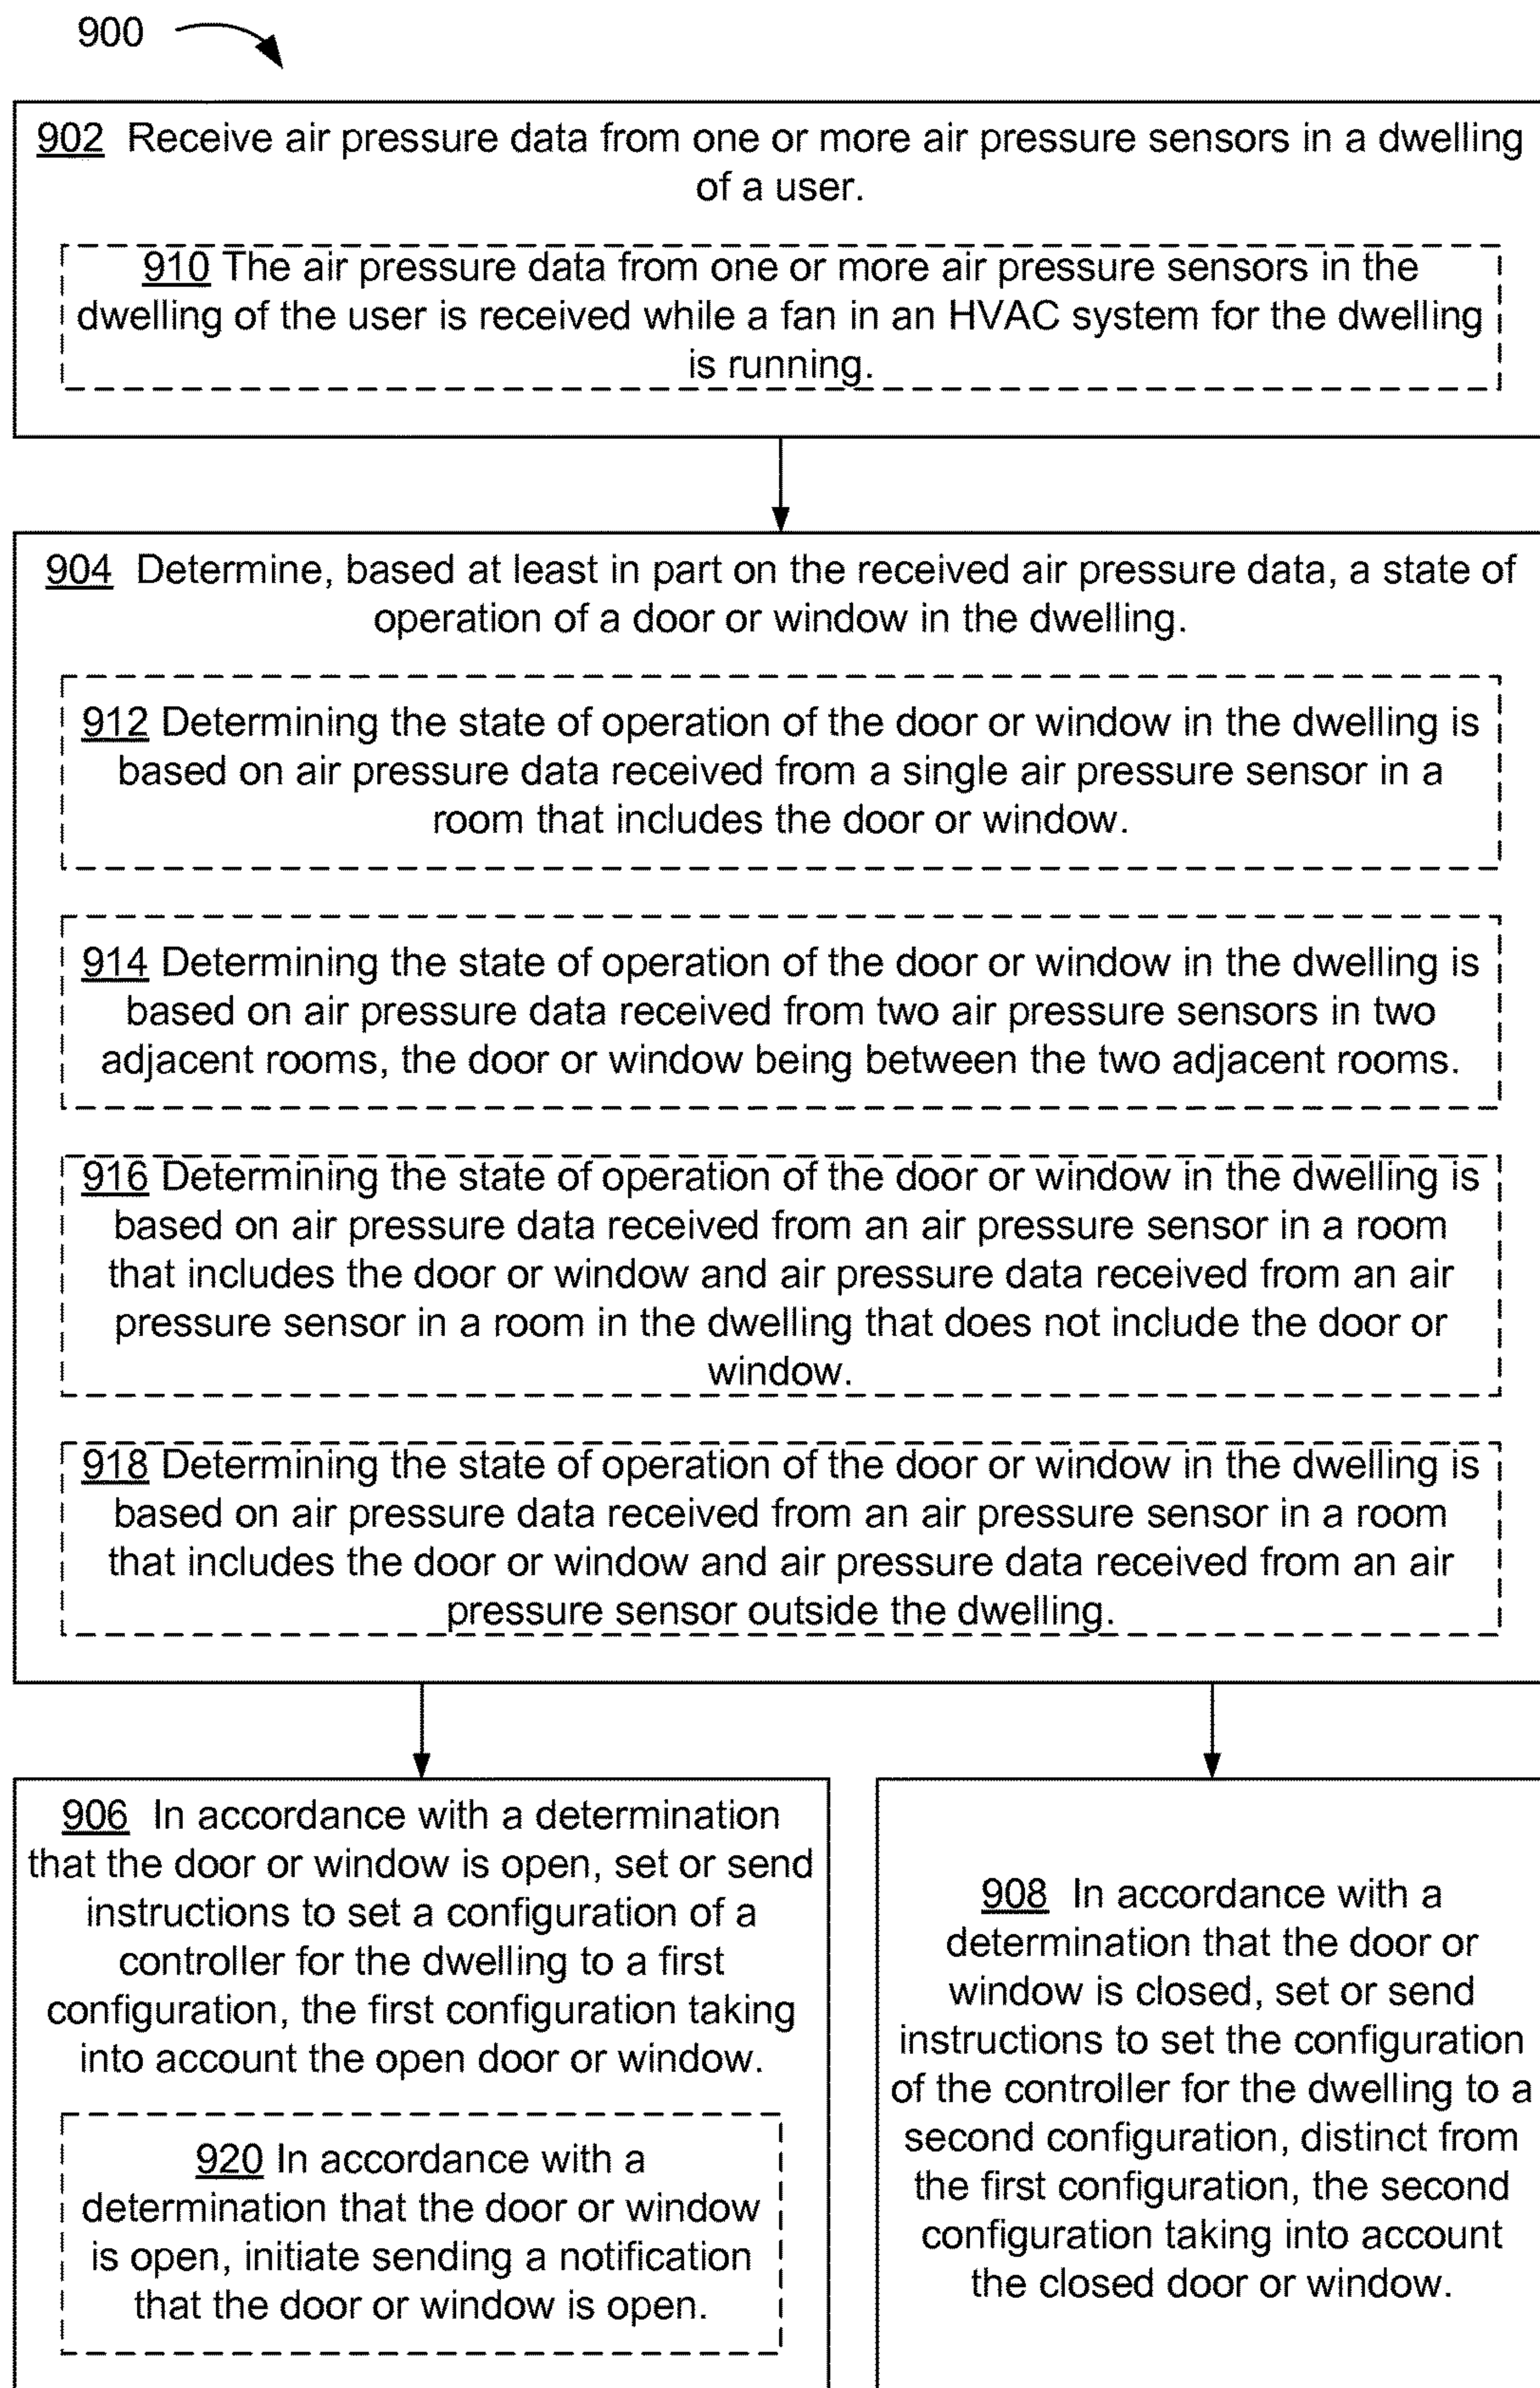 900
902 Receive air pressure data from one or more air pressure sensors in a dwelling
of a user.
910 The air pressure data from one or more air pressure sensors in the
dwelling of the user is received while a fan in an HVAC system for the dwelling
is running.
904 Determine, based at least in part on the received air pressure data, a state of
operation of a door or window in the dwelling.
912 Determining the state of operation of the door or window in the dwelling is
based on air pressure data received from a single air pressure sensor in a
room that includes the door or window.
914 Determining the state of operation of the door or window in the dwelling is
based on air pressure data received from two air pressure sensors in two
adjacent rooms, the door or window being between the two adjacent rooms.
916 Determining the state of operation of the door or window in the dwelling is
based on air pressure data received from an air pressure sensor in a room
that includes the door or window and air pressure data received from an air
pressure sensor in a room in the dwelling that does not include the door or
window.
918 Determining the state of operation of the door or window in the dwelling is
based on air pressure data received from an air pressure sensor in a room
that includes the door or window and air pressure data received from an air
pressure sensor outside the dwelling.
906 In accordance with a determination
that the door or window is open, set or send
instructions to set a configuration of a
controller for the dwelling to a first
configuration, the first configuration taking
into account the open door or window.
920 In accordance with a
determination that the door or window
is open, initiate sending a notification
that the door or window is open.
908 In accordance with a
determination that the door or
window is closed, set or send
instructions to set the configuration
of the controller for the dwelling to a
second configuration, distinct from
the first configuration, the second
configuration taking into account
the closed door or window.